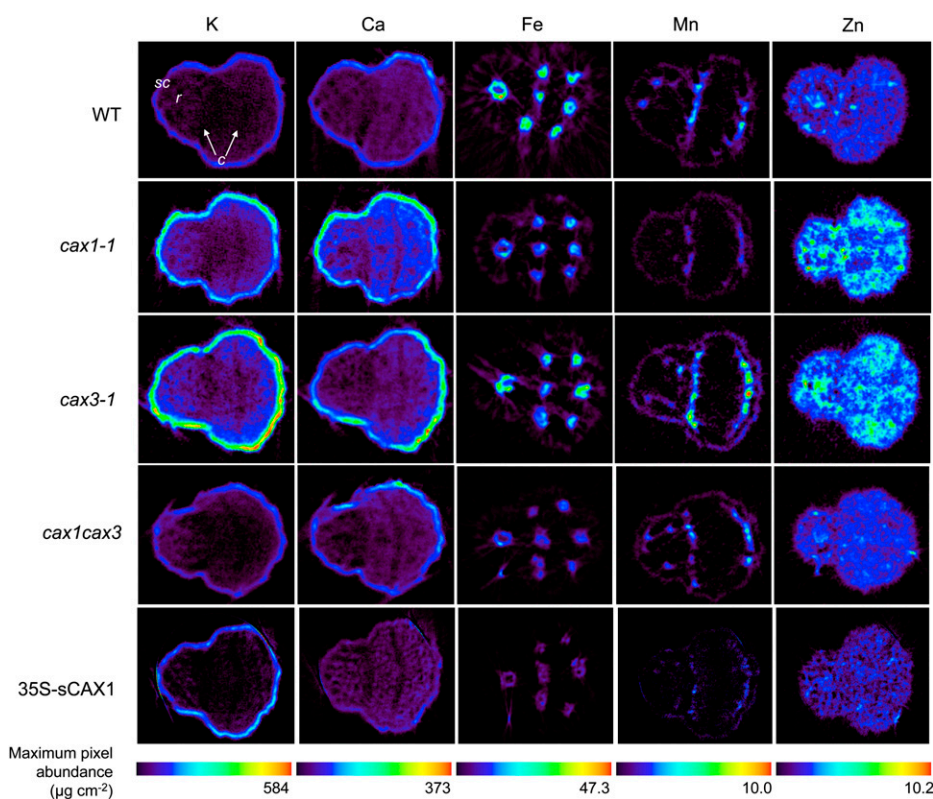 K Ca Fe Mn Zn
WT
sc
r
c
cax1-1
cax3-1
cax1cax3
35S-sCAX1
Maximum pixel
abundance
(µg cm⁻²)
584 373 47.3 10.0 10.2